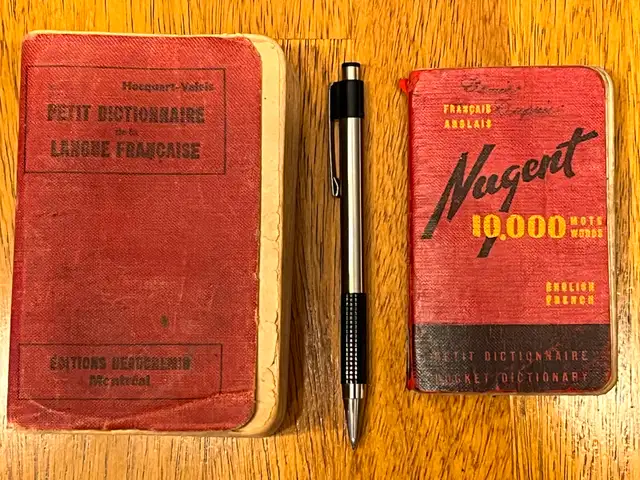 Hocquart-Valois
PETIT DICTIONNAIRE
de la
LANGUE FRANÇAISE
ÉDITIONS BEAUCHEMIN
Montréal
FRANÇAIS
ANGLAIS
Nugent
10,000 MOTS
WORDS
ENGLISH
FRENCH
PETIT DICTIONNAIRE
POCKET DICTIONARY